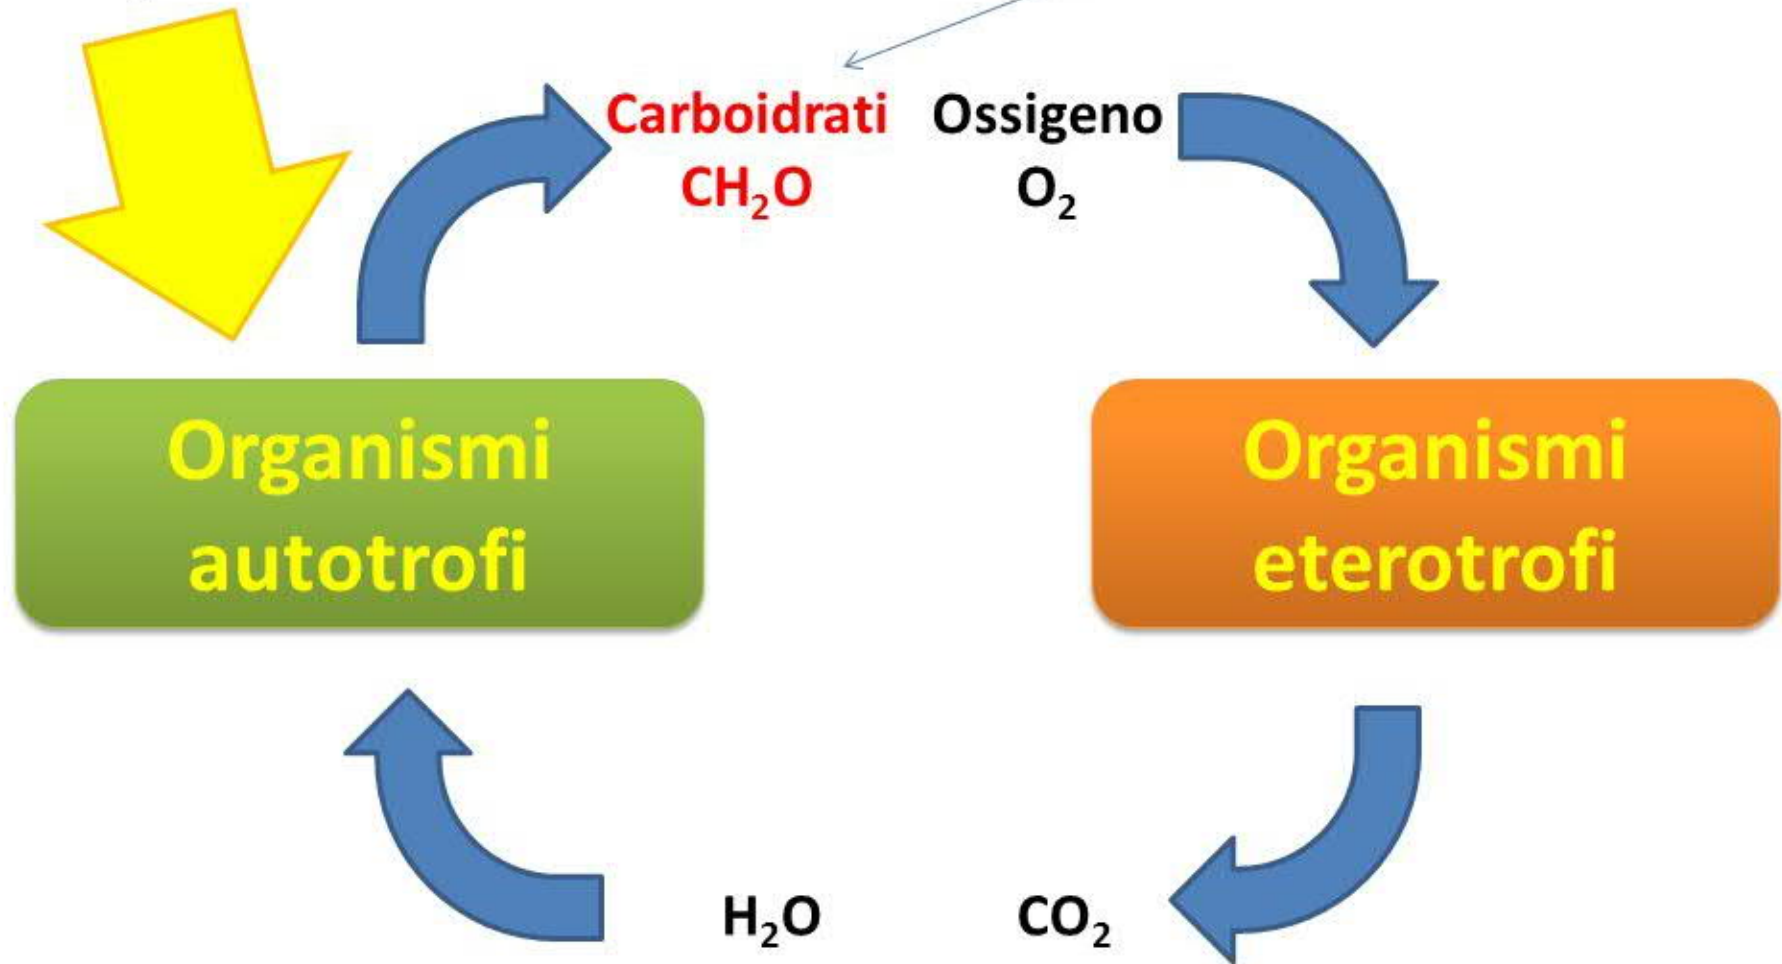 Carboidrati Ossigeno
CH₂O O₂
Organismi
autotrofi
Organismi
eterotrofi
H₂O CO₂